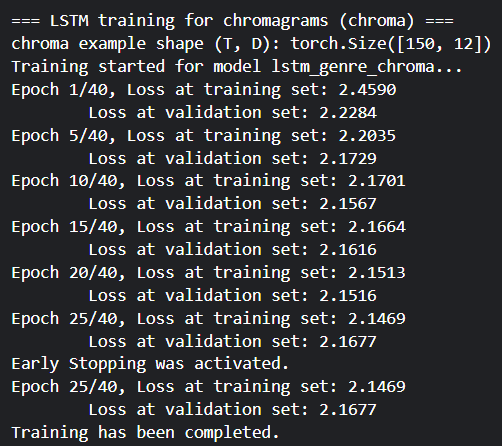 === LSTM training for chromagrams (chroma) ===
chroma example shape (T, D): torch.Size([150, 12])
Training started for model lstm_genre_chroma...
Epoch 1/40, Loss at training set: 2.4590
Loss at validation set: 2.2284
Epoch 5/40, Loss at training set: 2.2035
Loss at validation set: 2.1729
Epoch 10/40, Loss at training set: 2.1701
Loss at validation set: 2.1567
Epoch 15/40, Loss at training set: 2.1664
Loss at validation set: 2.1616
Epoch 20/40, Loss at training set: 2.1513
Loss at validation set: 2.1516
Epoch 25/40, Loss at training set: 2.1469
Loss at validation set: 2.1677
Early Stopping was activated.
Epoch 25/40, Loss at training set: 2.1469
Loss at validation set: 2.1677
Training has been completed.